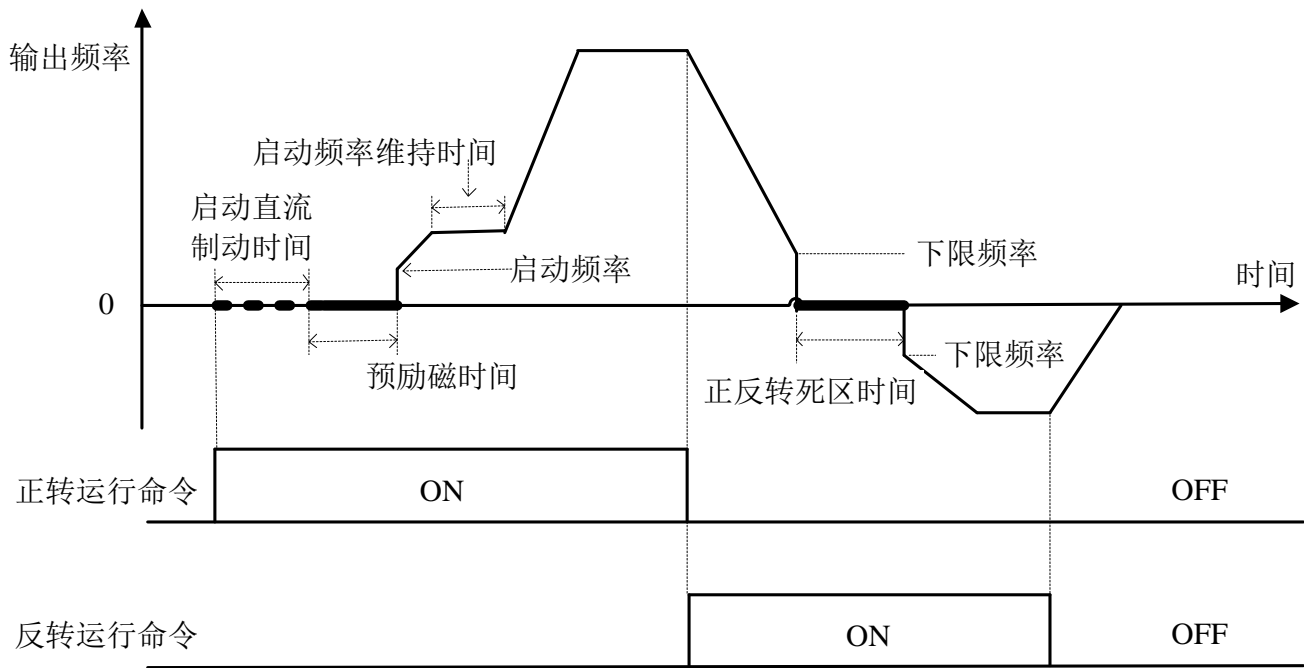 输出频率
启动频率维持时间
启动直流
制动时间
启动频率
下限频率
时间
0
预励磁时间
下限频率
正反转死区时间
正转运行命令
ON
OFF
反转运行命令
ON
OFF